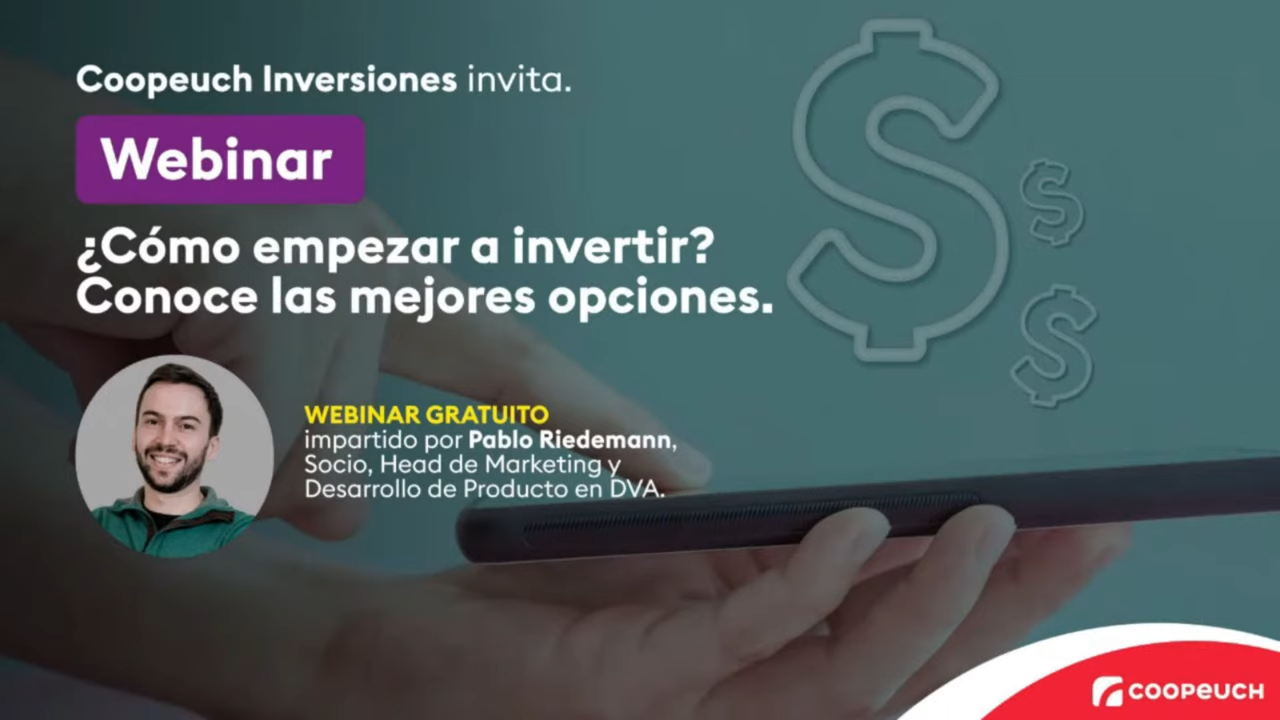 Coopeuch Inversiones invita.
Webinar
¿Cómo empezar a invertir?
Conoce las mejores opciones.
WEBINAR GRATUITO
impartido por Pablo Riedemann,
Socio, Head de Marketing y
Desarrollo de Producto en DVA.
COOPEUCH